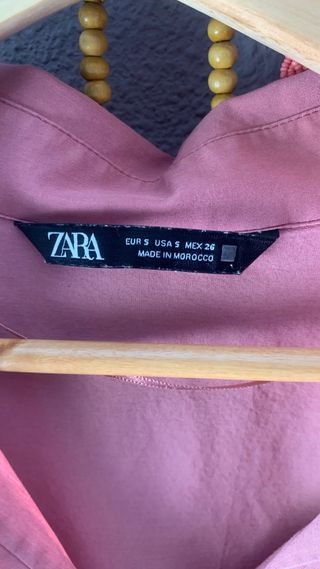 ZARA
EUR S USA S MEX 26
MADE IN MOROCCO